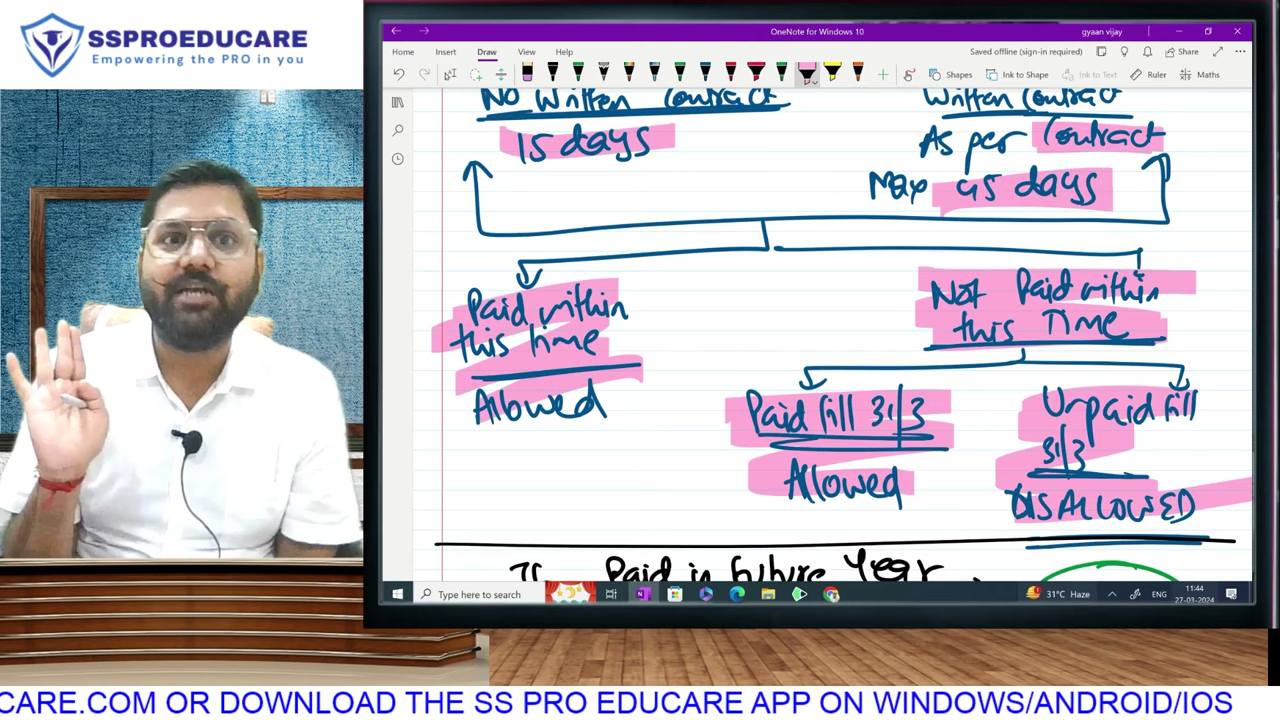 SSPROEDUCARE
Empowering the PRO in you
OneNote for Windows 10
gyaan vijay
Home Insert Draw View Help
Saved offline (sign-in required)
Share
Shapes
Ink to Shape
Ink to Text
Ruler
Maths
No Written Contract
15 days
Written Contract
As per Contract
Max 45 days
Paid within
this time
Allowed
Not Paid within
this Time
Paid till 31/3
Allowed
Unpaid till
31/3
DISALLOWED
If Paid in future Year
Type here to search
31°C Haze
ENG
11:44
27-03-2024
CARE.COM OR DOWNLOAD THE SS PRO EDUCARE APP ON WINDOWS/ANDROID/IOS